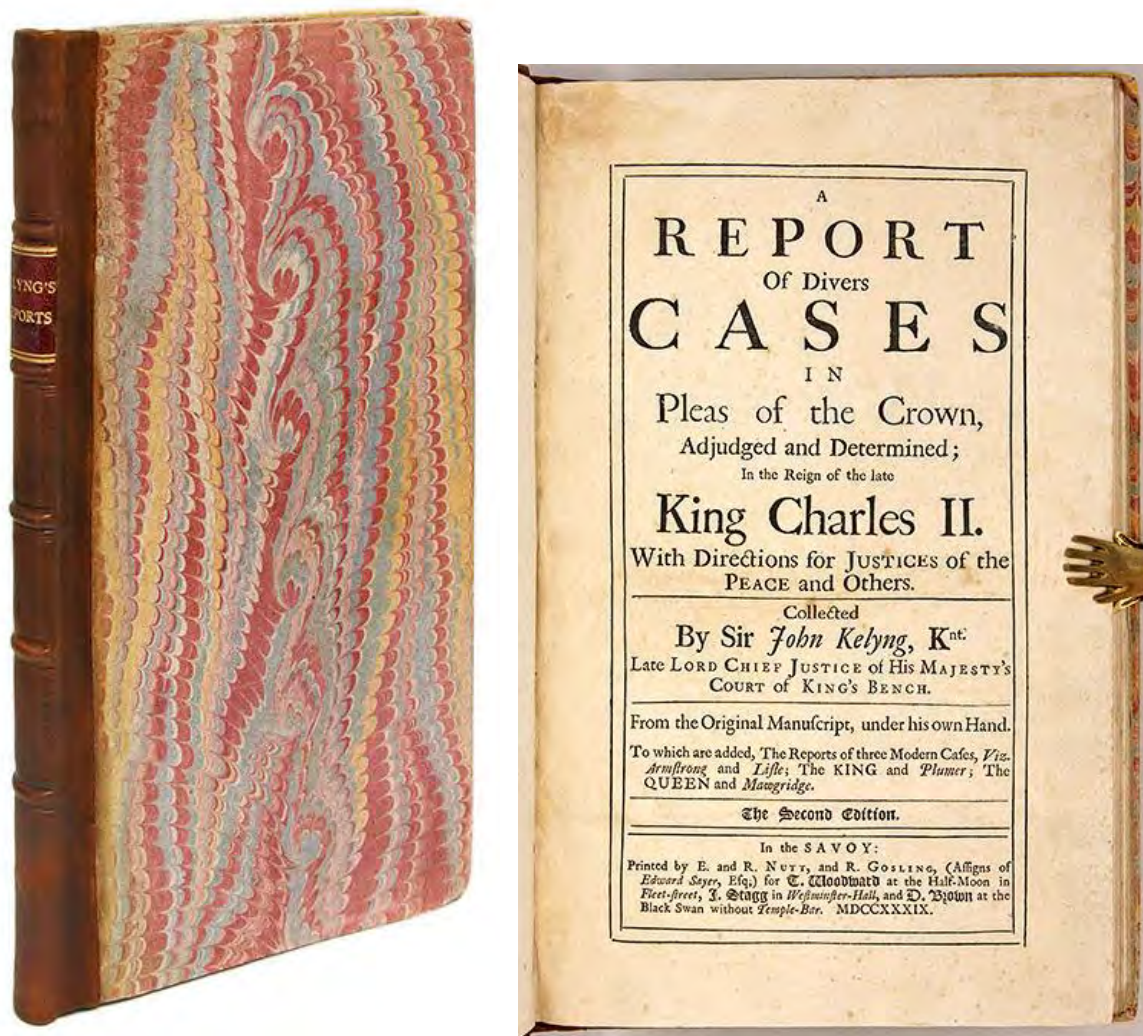 LYNG'S
PORTS
A
REPORT
Of Divers
CASES
IN
Pleas of the Crown,
Adjudged and Determined;
In the Reign of the late
King Charles II.
With Directions for JUSTICES of the
PEACE and Others.
Collected
By Sir John Kelyng, Knt.
Late LORD CHIEF JUSTICE of His MAJESTY'S
COURT of KING'S BENCH.
From the Original Manuſcript, under his own Hand.
To which are added, The Reports of three Modern Caſes, Viz.
Armſtrong and Liſle; The KING and Plumer; The
QUEEN and Mawgridge.
The Second Edition.
In the SAVOY:
Printed by E. and R. NUTT, and R. GOSLING, (Aſſigns of
Edward Sayer, Eſq;) for T. Woodward at the Half-Moon in
Fleet-ſtreet, J. Stagg in Weſtminſter-Hall, and D. Brown at the
Black Swan without Temple-Bar. MDCCXXXIX.